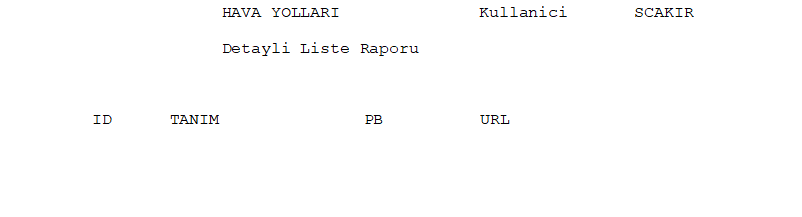 HAVA YOLLARI Kullanici SCAKIR
Detayli Liste Raporu
ID TANIM PB URL